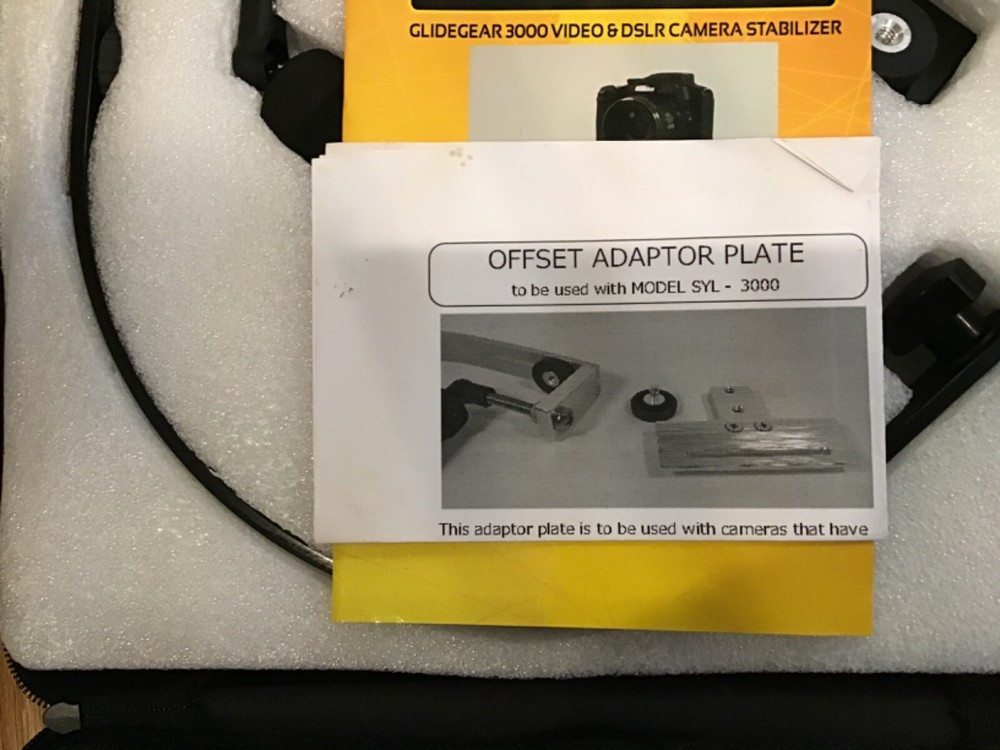 GLIDEGEAR 3000 VIDEO & DSLR CAMERA STABILIZER
OFFSET ADAPTOR PLATE
to be used with MODEL SYL - 3000
This adaptor plate is to be used with cameras that have